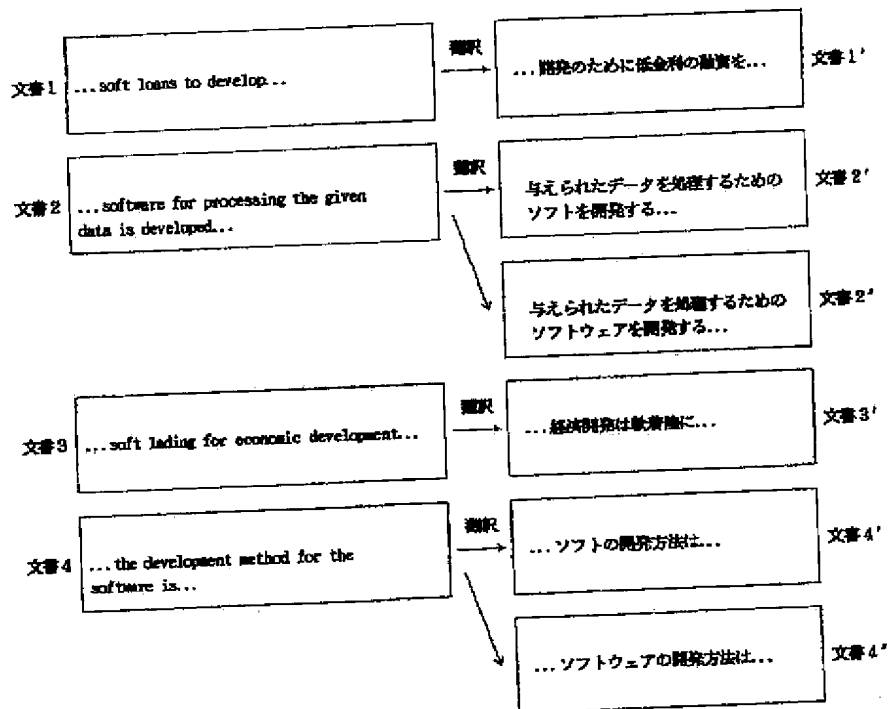 翻訳
文書1 ...soft loans to develop... ...開発のために低金利の融資を... 文書1'
翻訳
文書2 ...software for processing the given
data is developed...
与えられたデータを処理するための
ソフトを開発する...
文書2'
与えられたデータを処理するための
ソフトウェアを開発する...
文書2"
翻訳
文書3 ...soft lading for economic development... ...経済開発は軟着陸に... 文書3'
翻訳
文書4 ...the development method for the
software is...
...ソフトの開発方法は... 文書4'
...ソフトウェアの開発方法は... 文書4"